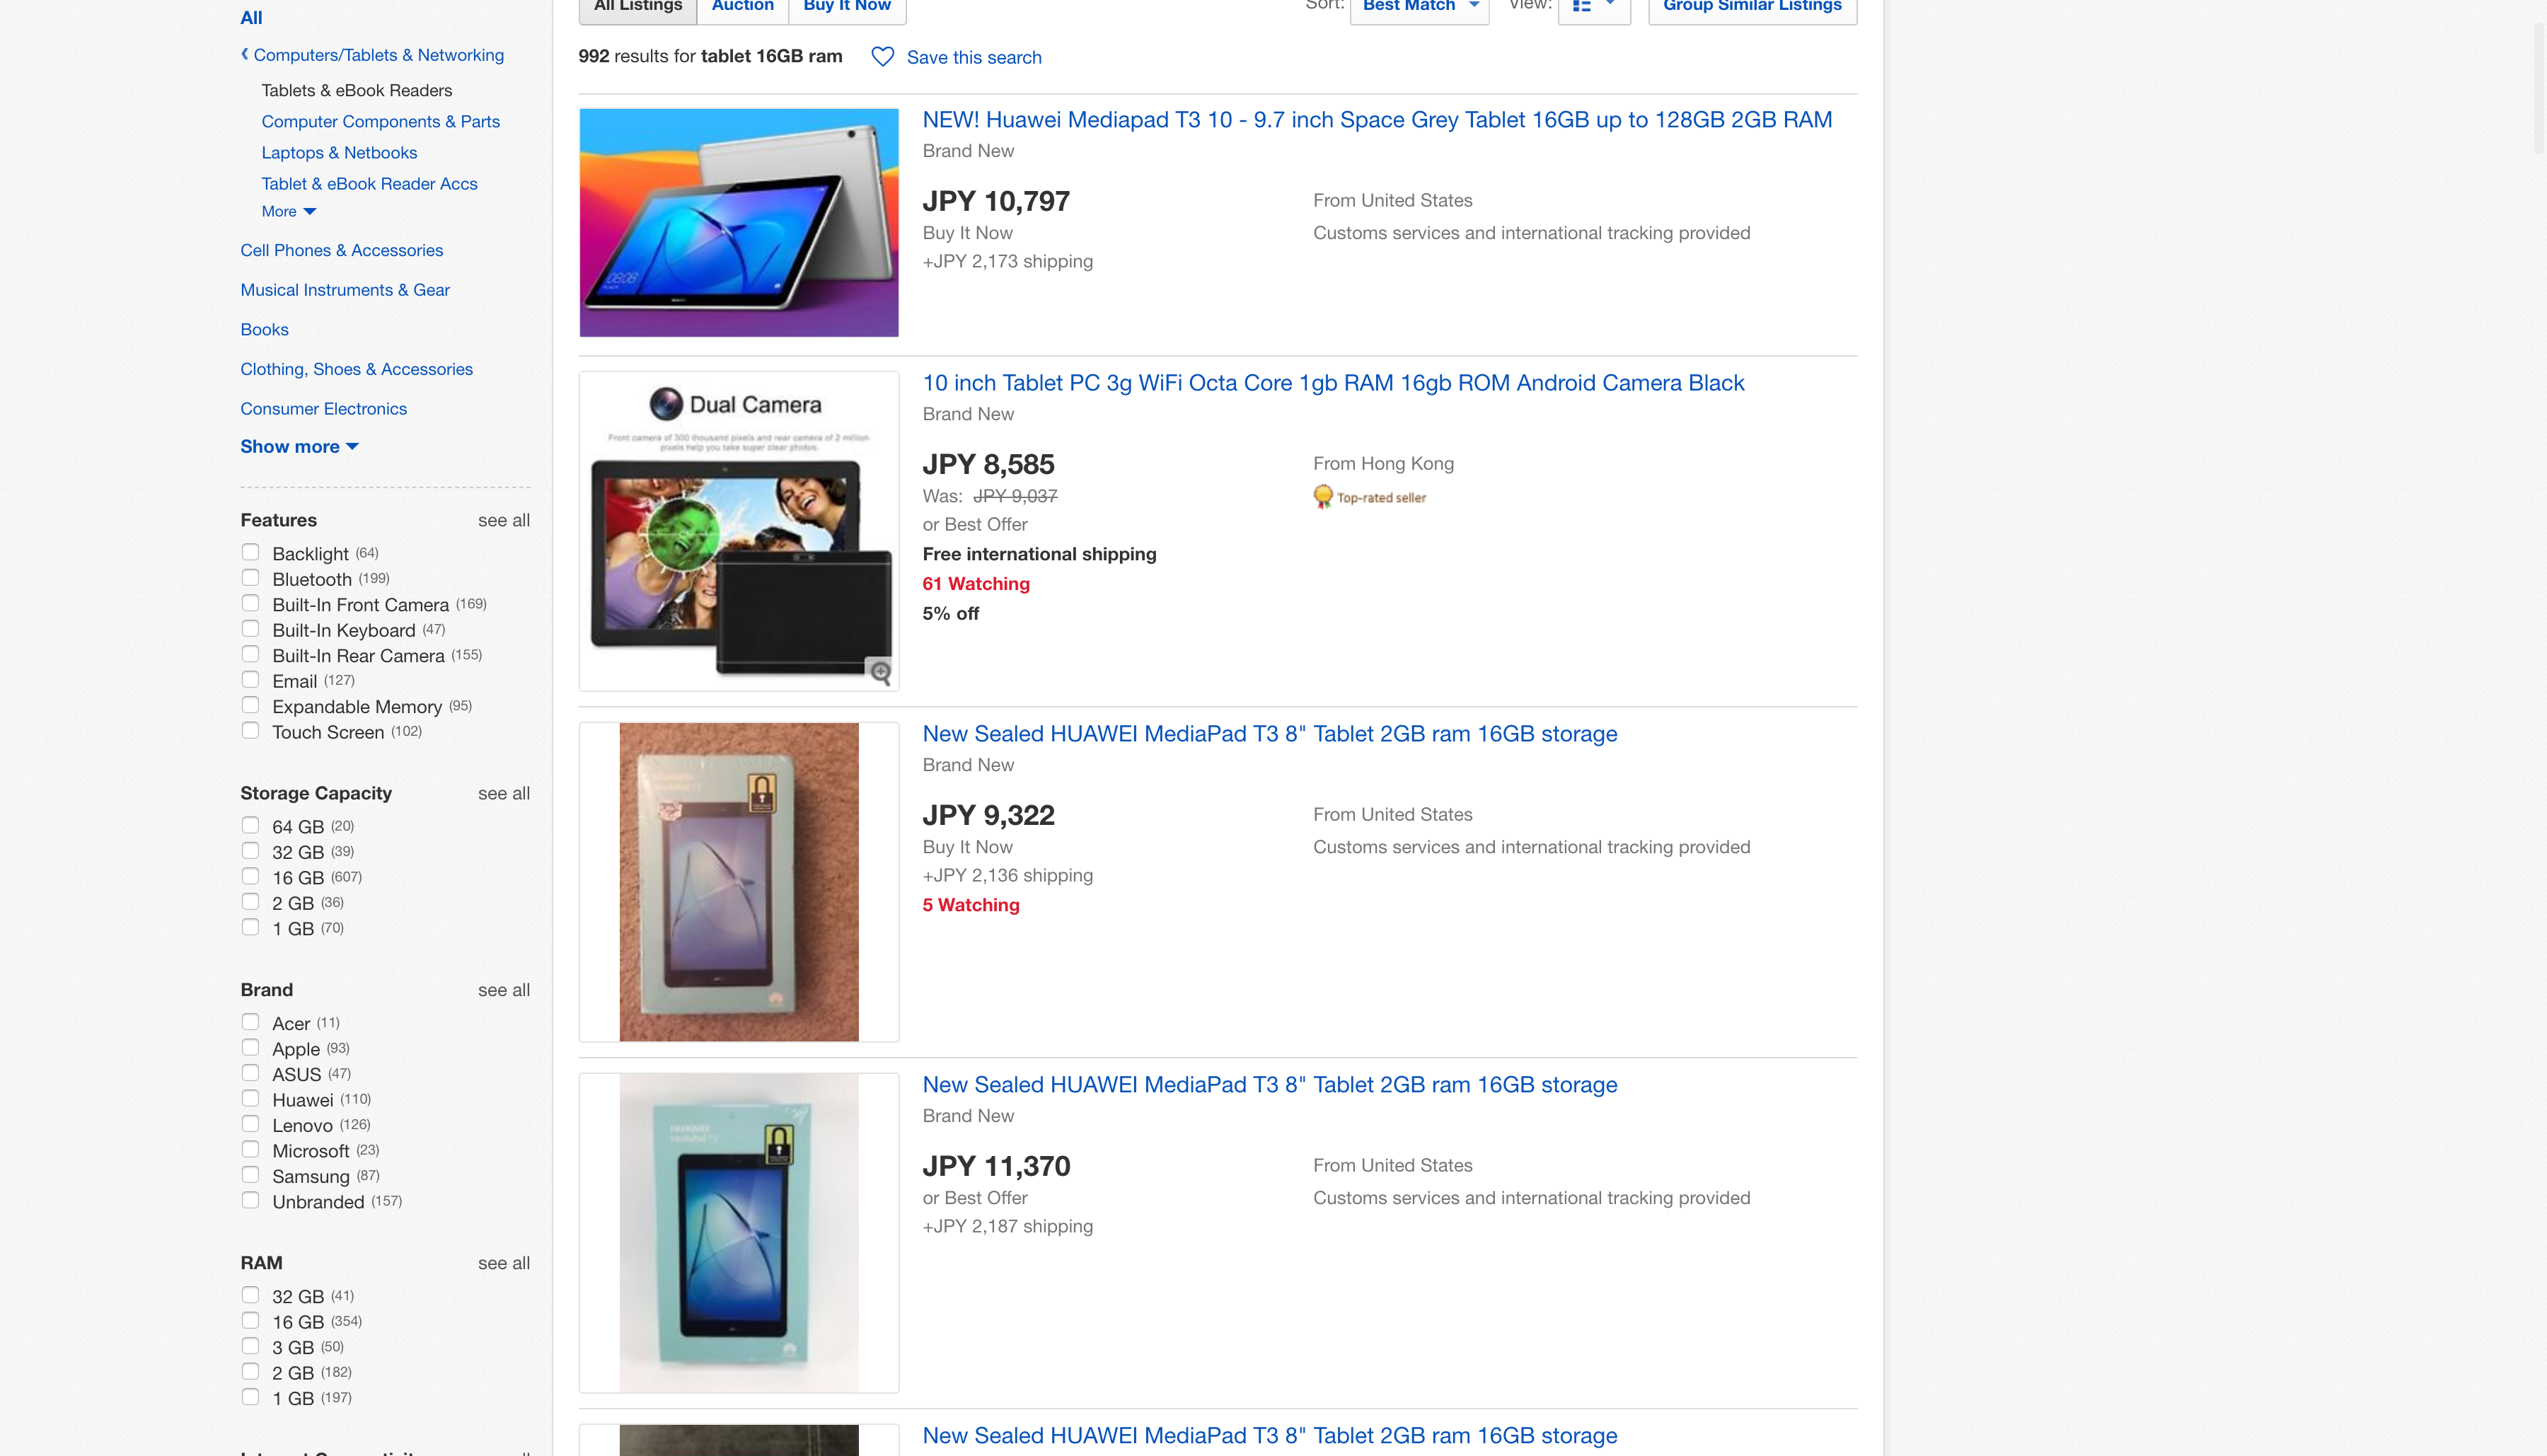 All Listings
Auction
Buy It Now
Sort:
Best Match
View:
Group Similar Listings
All
Computers/Tablets & Networking
Tablets & eBook Readers
Computer Components & Parts
Laptops & Netbooks
Tablet & eBook Reader Accs
More
Cell Phones & Accessories
Musical Instruments & Gear
Books
Clothing, Shoes & Accessories
Consumer Electronics
Show more
Features see all
Backlight (64)
Bluetooth (199)
Built-In Front Camera (169)
Built-In Keyboard (47)
Built-In Rear Camera (155)
Email (127)
Expandable Memory (95)
Touch Screen (102)
Storage Capacity see all
64 GB (20)
32 GB (39)
16 GB (607)
2 GB (36)
1 GB (70)
Brand see all
Acer (11)
Apple (93)
ASUS (47)
Huawei (110)
Lenovo (126)
Microsoft (23)
Samsung (87)
Unbranded (157)
RAM see all
32 GB (41)
16 GB (354)
3 GB (50)
2 GB (182)
1 GB (197)
992 results for tablet 16GB ram
Save this search
NEW! Huawei Mediapad T3 10 - 9.7 inch Space Grey Tablet 16GB up to 128GB 2GB RAM
Brand New
JPY 10,797
Buy It Now
+JPY 2,173 shipping
From United States
Customs services and international tracking provided
08:08
Dual Camera
Front camera of 300 thousand pixels and rear camera of 2 million
pixels help you take super clear photos.
10 inch Tablet PC 3g WiFi Octa Core 1gb RAM 16gb ROM Android Camera Black
Brand New
JPY 8,585
Was: JPY 9,037
or Best Offer
Free international shipping
61 Watching
5% off
From Hong Kong
Top-rated seller
New Sealed HUAWEI MediaPad T3 8" Tablet 2GB ram 16GB storage
Brand New
JPY 9,322
Buy It Now
+JPY 2,136 shipping
5 Watching
From United States
Customs services and international tracking provided
HUAWEI
MediaPad T3
New Sealed HUAWEI MediaPad T3 8" Tablet 2GB ram 16GB storage
Brand New
JPY 11,370
or Best Offer
+JPY 2,187 shipping
From United States
Customs services and international tracking provided
New Sealed HUAWEI MediaPad T3 8" Tablet 2GB ram 16GB storage